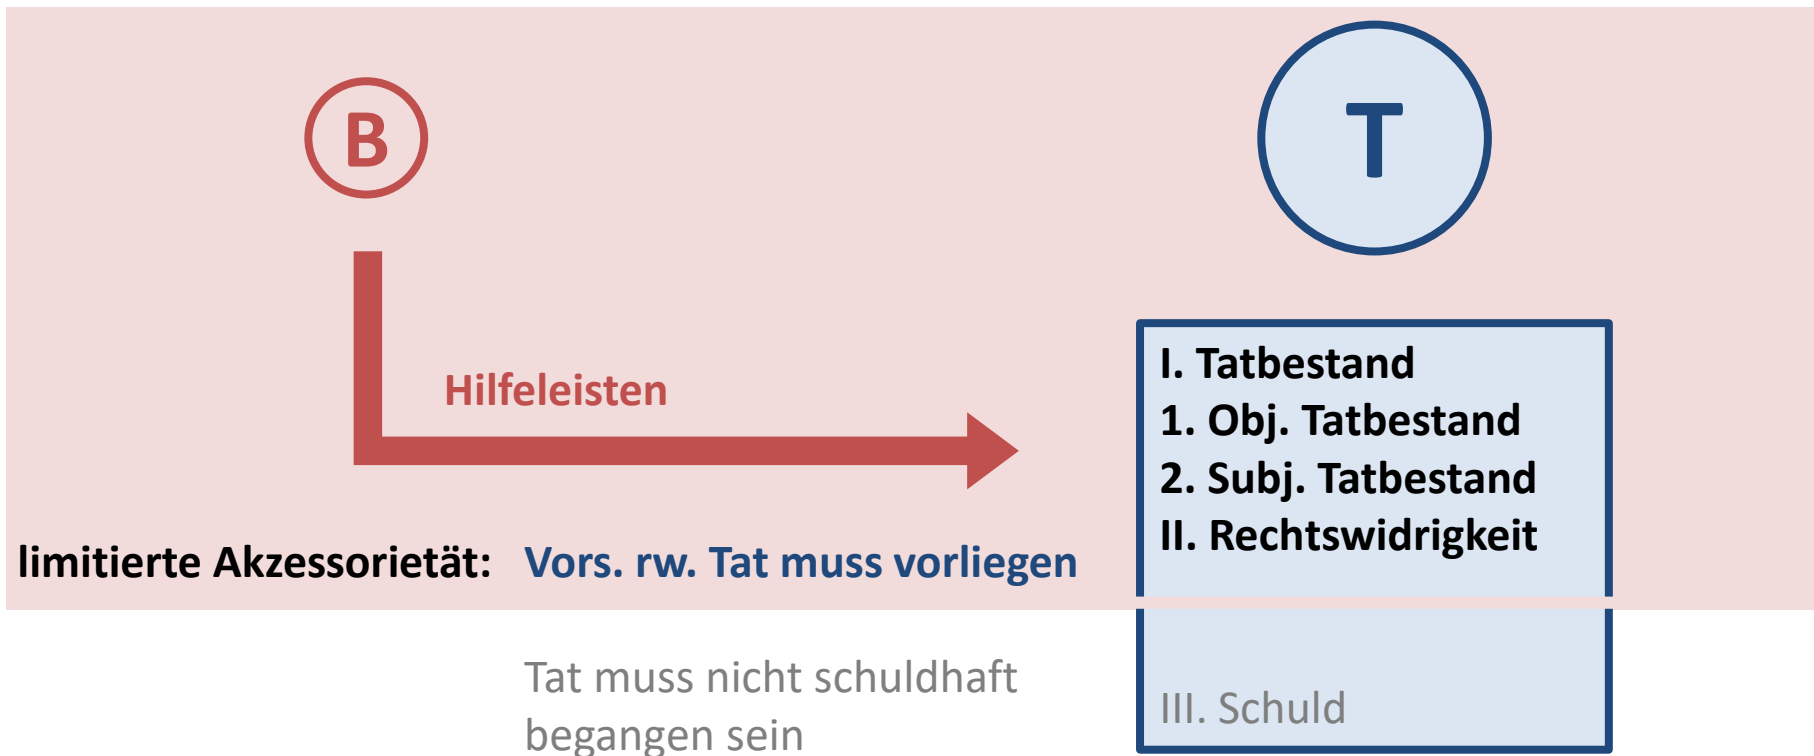 B
T
Hilfeleisten
I. Tatbestand
1. Obj. Tatbestand
2. Subj. Tatbestand
II. Rechtswidrigkeit
limitierte Akzessorietät: Vors. rw. Tat muss vorliegen
Tat muss nicht schuldhaft
begangen sein
III. Schuld